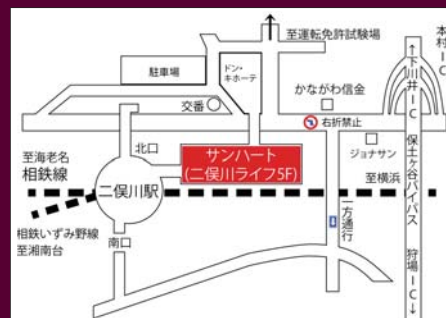 至運転免許試験場
本村IC
↑下川井IC
駐車場
ドン・
キホーテ
かながわ信金
交番
右折禁止
北口
サンハート
(二俣川ライフ5F)
ジョナサン
至海老名
相鉄線
至横浜
二俣川駅
保土ヶ谷バイパス
一方通行
相鉄いずみ野線
至湘南台
南口
狩場IC↓